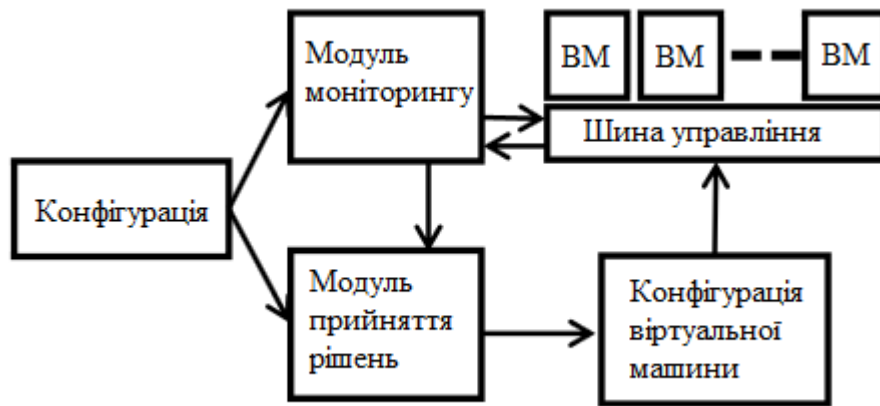 Модуль
моніторингу
ВМ
ВМ
ВМ
Шина управління
Конфігурація
Модуль
прийняття
рішень
Конфігурація
віртуальної
машини